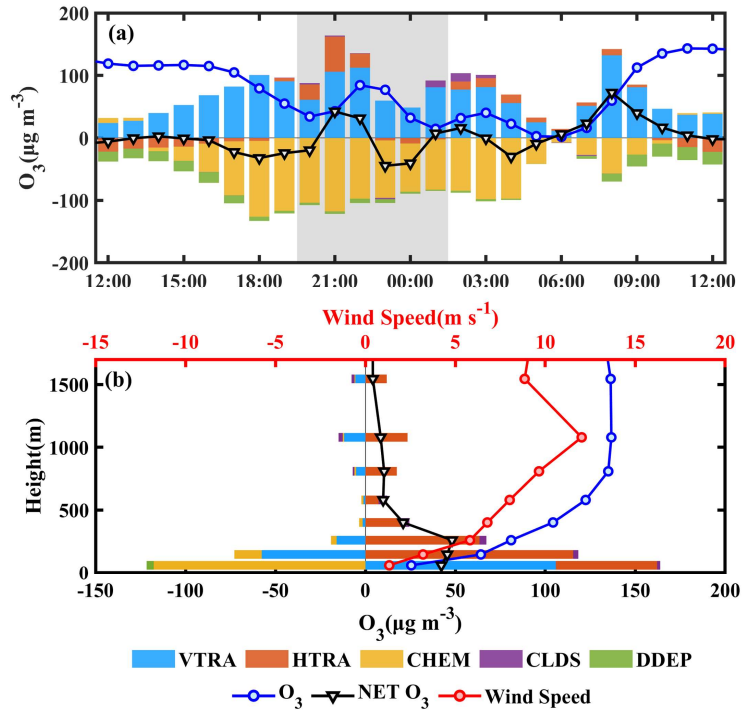 (a)
200
100
0
-100
-200
O₃(μg m⁻³)
12:00 15:00 18:00 21:00 00:00 03:00 06:00 09:00 12:00
Wind Speed(m s⁻¹)
-15 -10 -5 0 5 10 15 20
(b)
1500
1000
500
0
Height(m)
-150 -100 -50 0 50 100 150 200
O₃(μg m⁻³)
VTRA HTRA CHEM CLDS DDEP
O₃ NET O₃ Wind Speed